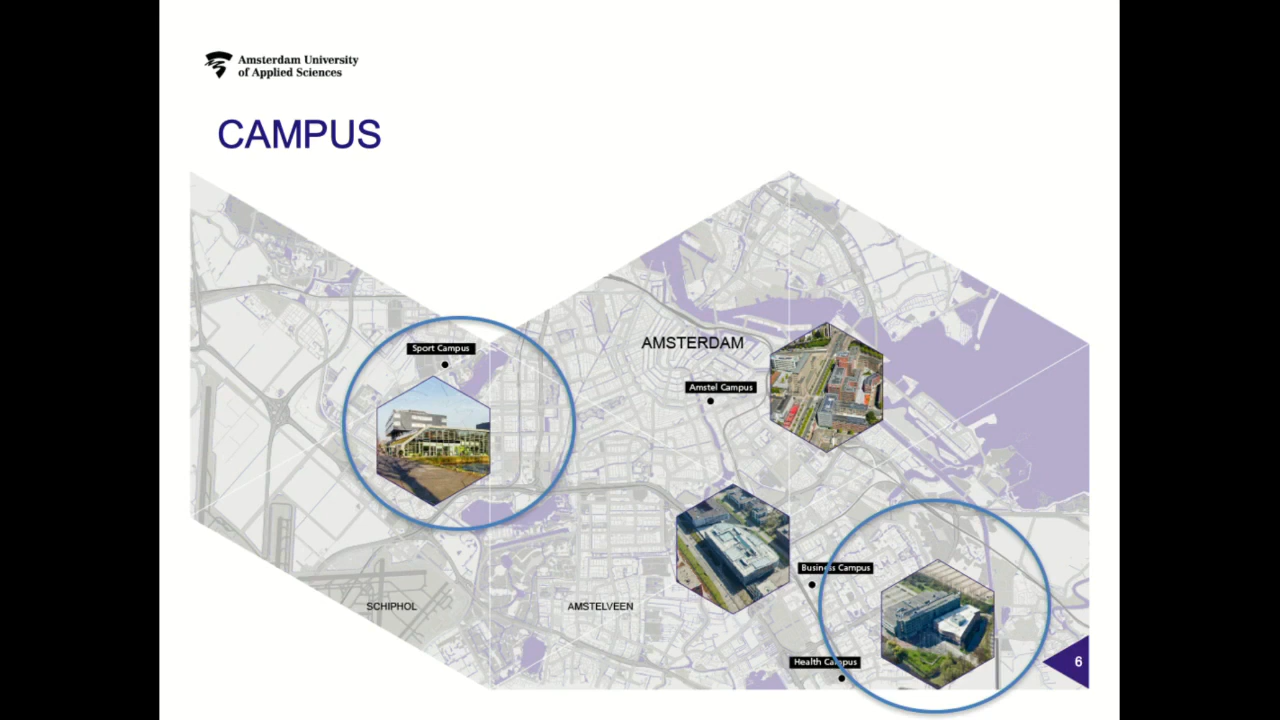 Amsterdam University
of Applied Sciences
CAMPUS
AMSTERDAM
Sport Campus
Amstel Campus
Business Campus
SCHIPHOL
AMSTELVEEN
Health Campus
6